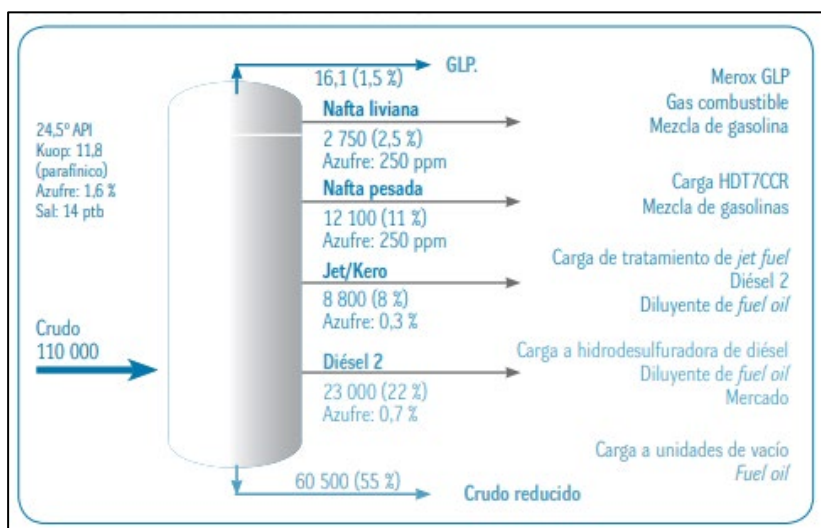 GLP.
16,1 (1,5 %)
Nafta liviana
2 750 (2,5 %)
Azufre: 250 ppm
Nafta pesada
12 100 (11 %)
Azufre: 250 ppm
Jet/Kero
8 800 (8 %)
Azufre: 0,3 %
Diésel 2
23 000 (22 %)
Azufre: 0,7 %
60 500 (55 %)
Crudo reducido
24,5° API
Kuop: 11,8
(parafínico)
Azufre: 1,6 %
Sal: 14 ptb
Crudo
110 000
Merox GLP
Gas combustible
Mezcla de gasolina
Carga HDT7CCR
Mezcla de gasolinas
Carga de tratamiento de jet fuel
Diésel 2
Diluyente de fuel oil
Carga a hidrodesulfuradora de diésel
Diluyente de fuel oil
Mercado
Carga a unidades de vacío
Fuel oil